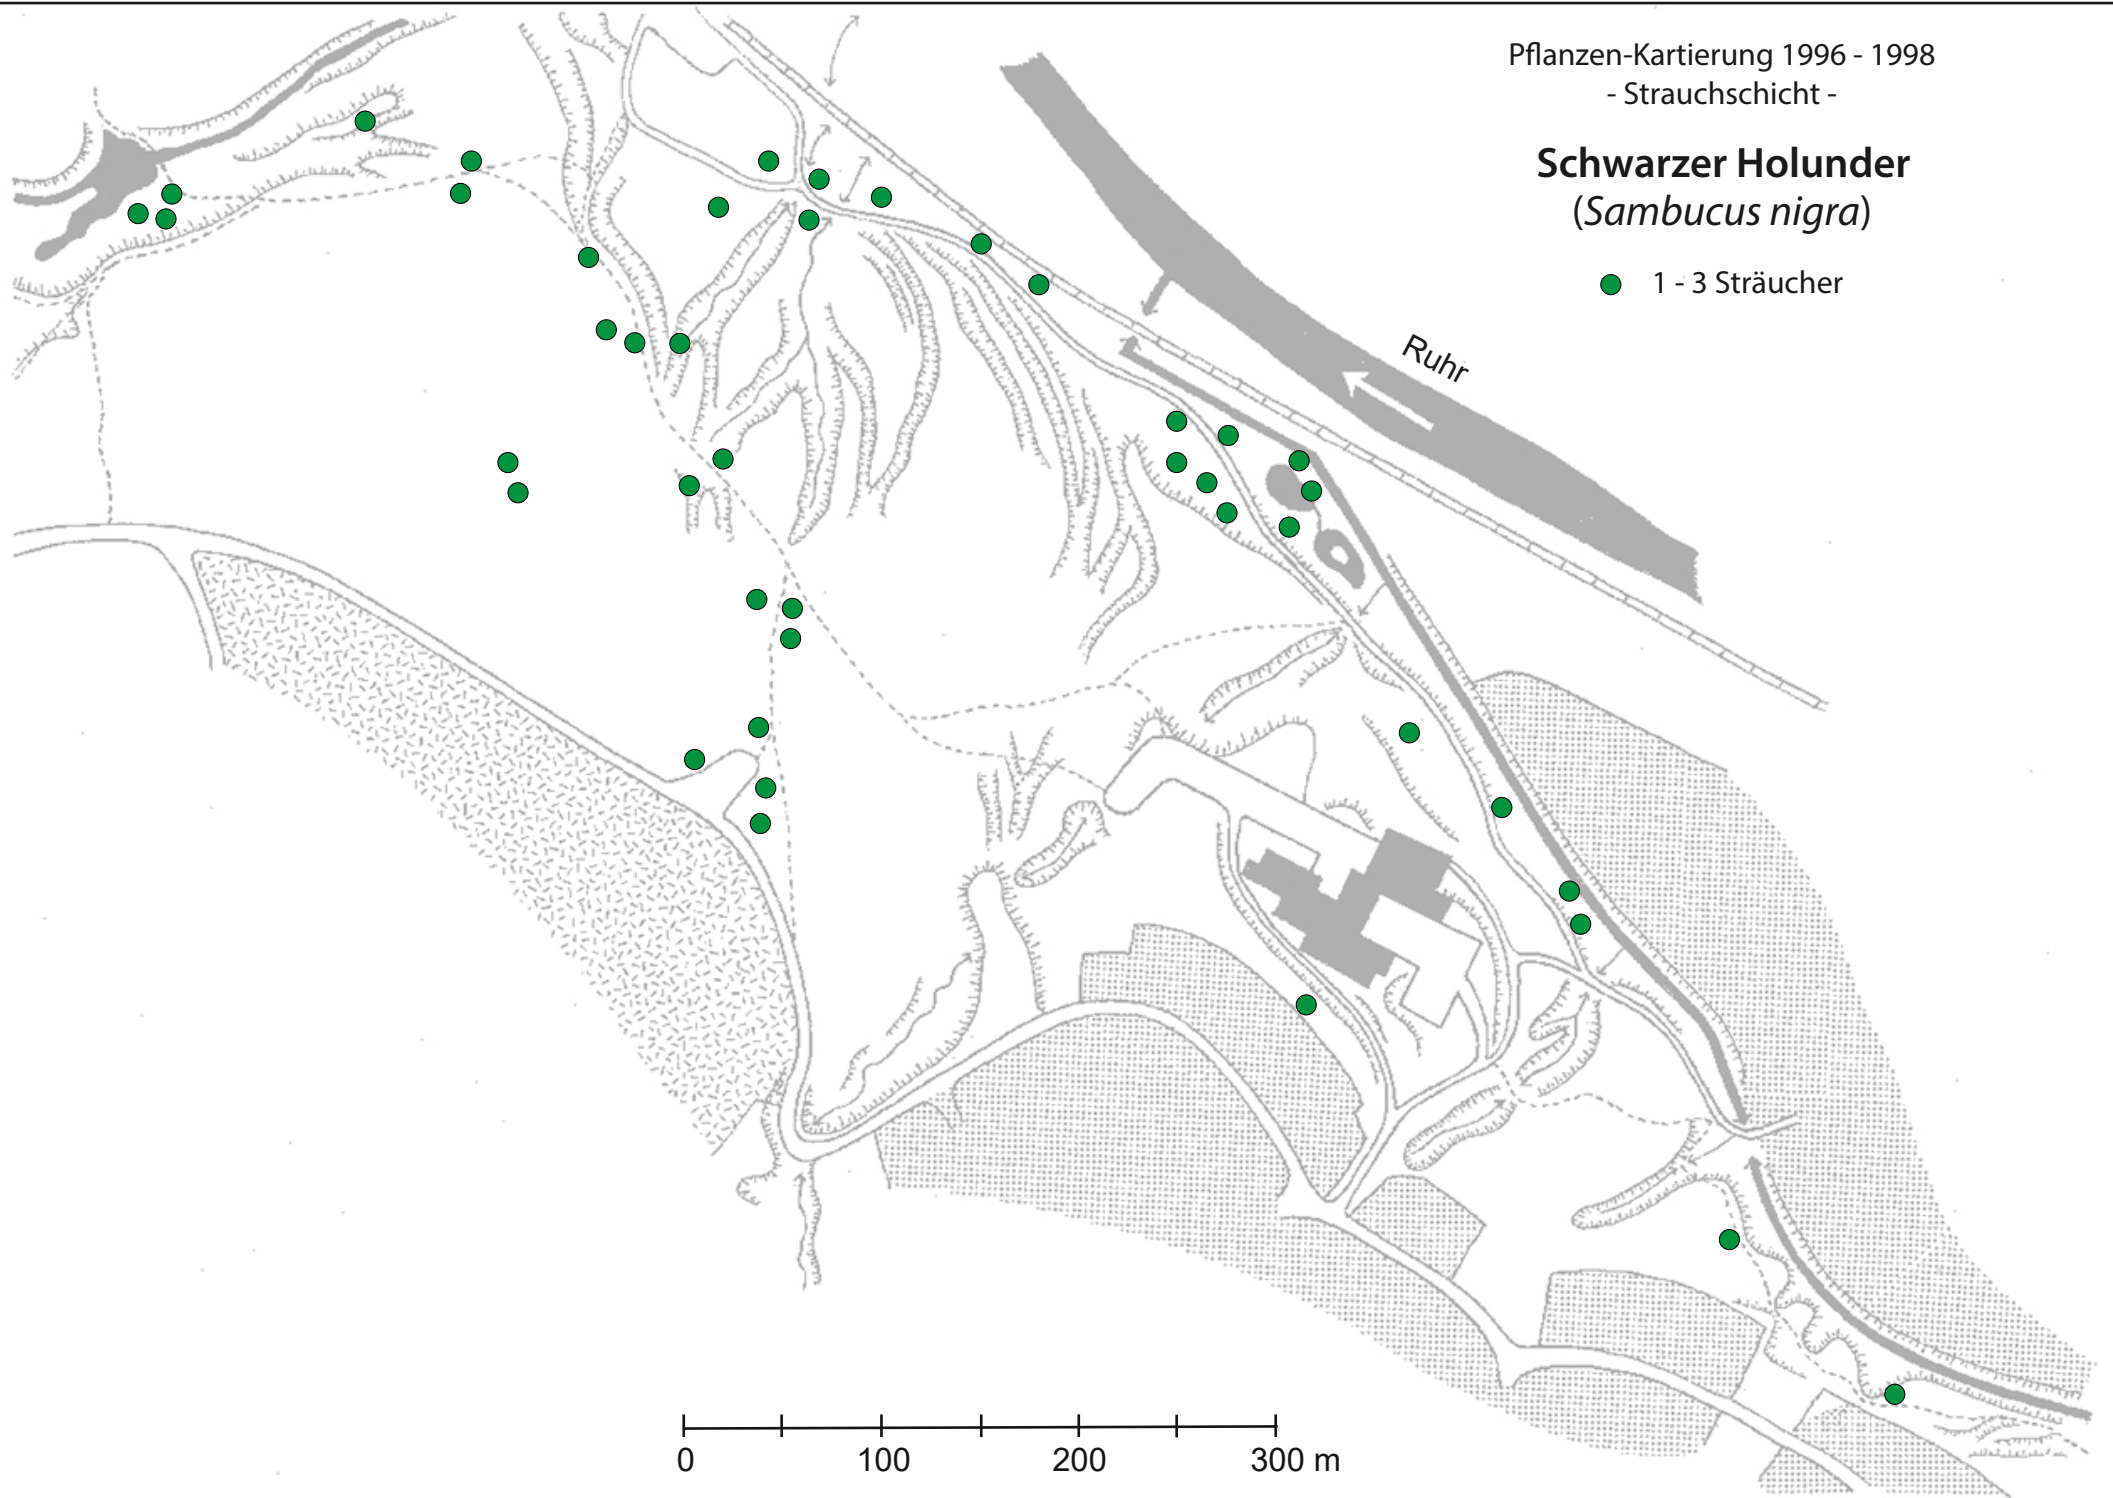 Pflanzen-Kartierung 1996 - 1998
- Strauchschicht -
Schwarzer Holunder
(Sambucus nigra)
1 - 3 Sträucher
Ruhr
0 100 200 300 m